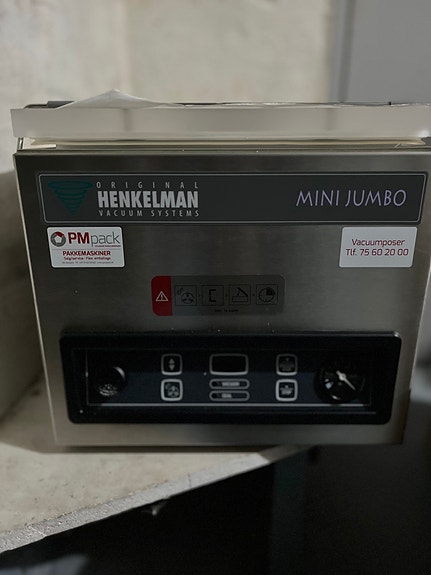 ORIGINAL
HENKELMAN
VACUUM SYSTEMS
MINI JUMBO
PMpack
PAKKEMASKINER
Vacuumposer
Tlf. 75 60 20 00
VACUUM
SEAL